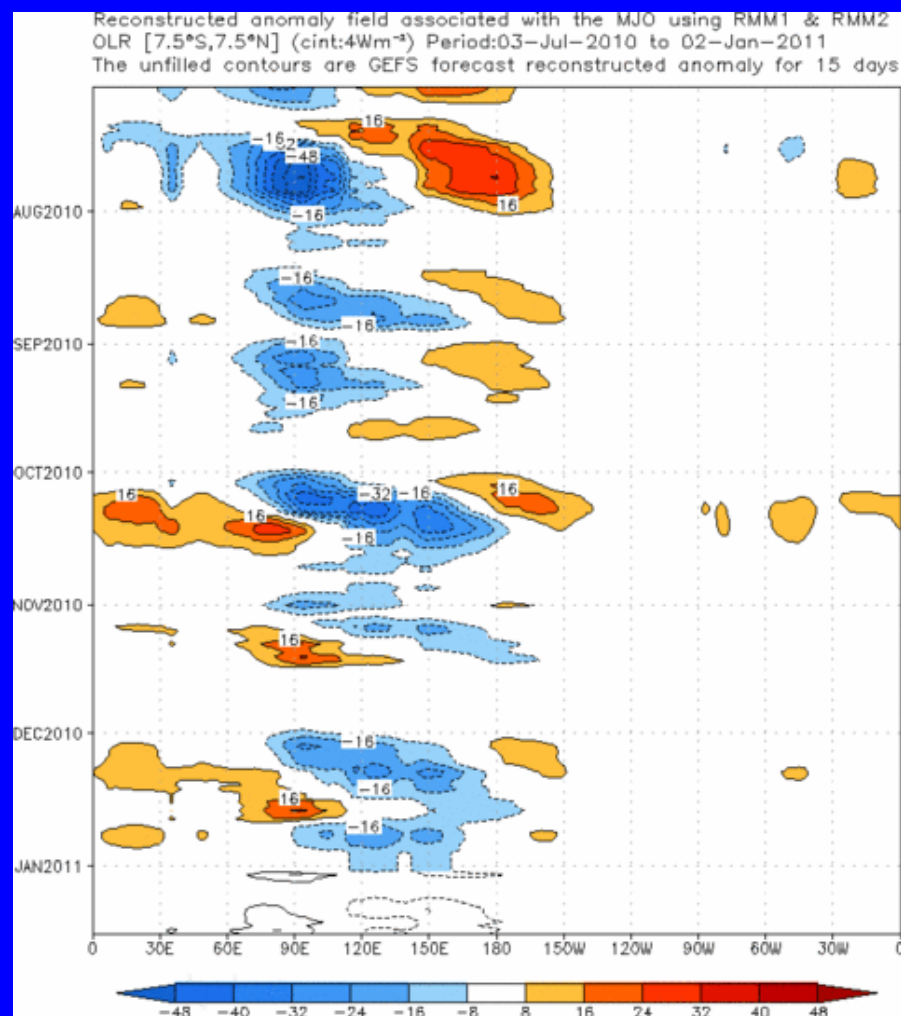 Reconstructed anomaly field associated with the MJO using RMM1 & RMM2
OLR [7.5°S,7.5°N] (cint:4Wm⁻²) Period:03-Jul-2010 to 02-Jan-2011
The unfilled contours are GEFS forecast reconstructed anomaly for 15 days
16
-16
-48
AUG2010
-16
16
-16
-16
SEP2010
-16
-16
OCT2010
16
-32
-16
16
16
-16
NOV2010
16
DEC2010
-16
-16
16
-16
JAN2011
0 30E 60E 90E 120E 150E 180 150W 120W 90W 60W 30W 0
-48 -40 -32 -24 -16 -8 8 16 24 32 40 48